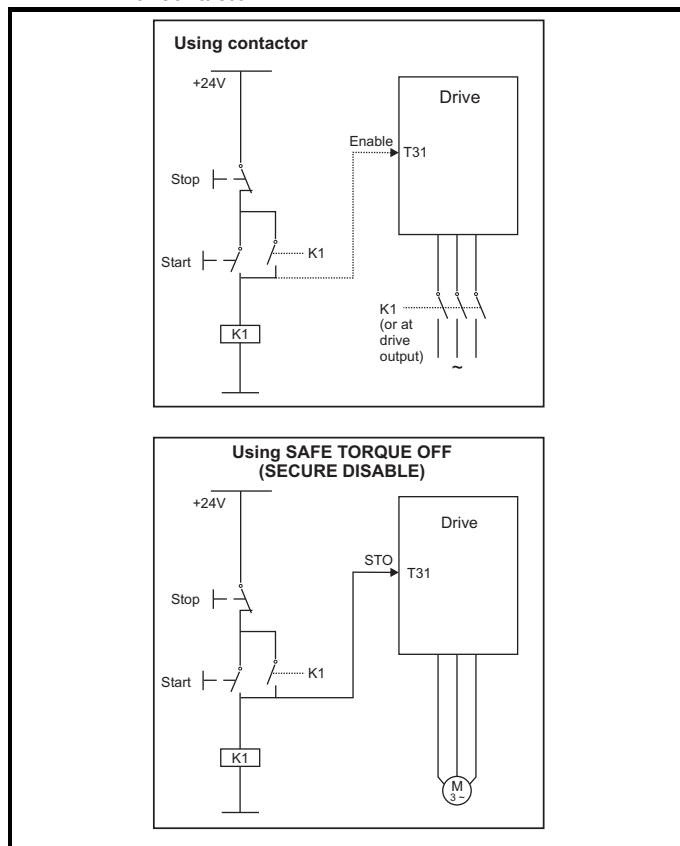 Using contactor
+24V
Drive
Enable
T31
Stop
K1
Start
K1
(or at
drive
output)
K1
~
Using SAFE TORQUE OFF
(SECURE DISABLE)
+24V
Drive
STO
T31
Stop
K1
Start
K1
M
3 ~